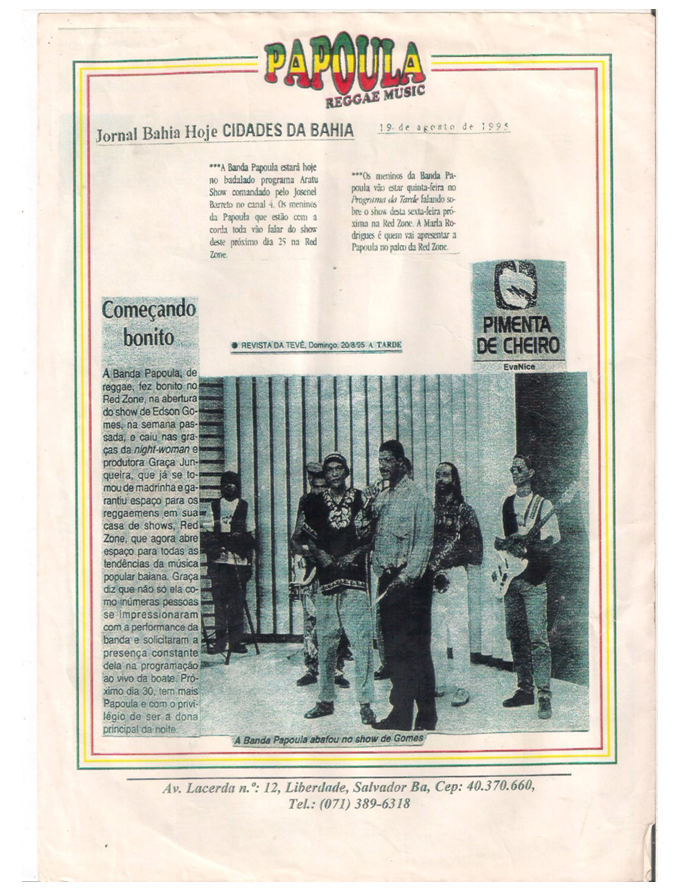 PAPOULA
REGGAE MUSIC
Jornal Bahia Hoje CIDADES DA BAHIA
19 de agosto de 1995
***A Banda Papoula estará hoje
no badalado programa Aratu
Show comandado pelo Josenel
Barreto no canal 4. Os meninos
da Papoula que estão com a
corda toda vão falar do show
deste próximo dia 25 na Red
Zone.
***Os meninos da Banda Pa-
poula vão estar quinta-feira no
Programa da Tarde falando so-
bre o show desta sexta-feira pró-
xima na Red Zone. A Marla Ro-
drigues é quem vai apresentar a
Papoula no palco da Red Zone.
PIMENTA
DE CHEIRO
EvaNice
Começando
bonito
● REVISTA DA TEVÊ, Domingo, 20/8/95 A TARDE
A Banda Papoula, de
reggae, fez bonito no
Red Zone, na abertura
do show de Edson Go-
mes, na semana pas-
sada, e caiu nas gra-
ças da night-woman e
produtora Graça Jun-
queira, que já se to-
mou de madrinha e ga-
rantiu espaço para os
reggaemens em sua
casa de shows, Red
Zone, que agora abre
espaço para todas as
tendências da música
popular baiana. Graça
diz que não só ela co-
mo inúmeras pessoas
se impressionaram
com a performance da
banda e solicitaram a
presença constante
dela na programação
ao vivo da boate. Pró-
ximo dia 30, tem mais
Papoula e com o privi-
légio de ser a dona
principal da noite.
A Banda Papoula abafou no show de Gomes
Av. Lacerda n.º: 12, Liberdade, Salvador Ba, Cep: 40.370.660,
Tel.: (071) 389-6318